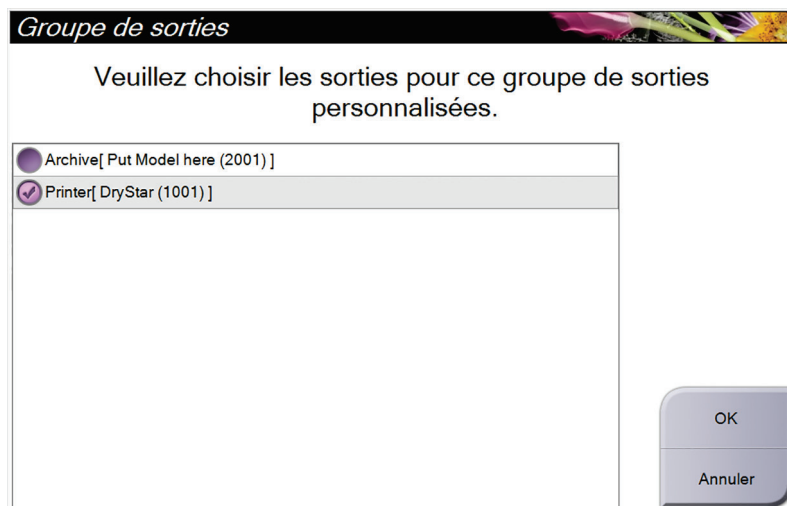 Groupe de sorties
Veuillez choisir les sorties pour ce groupe de sorties
personnalisées.
Archive[ Put Model here (2001) ]
Printer[ DryStar (1001) ]
OK
Annuler